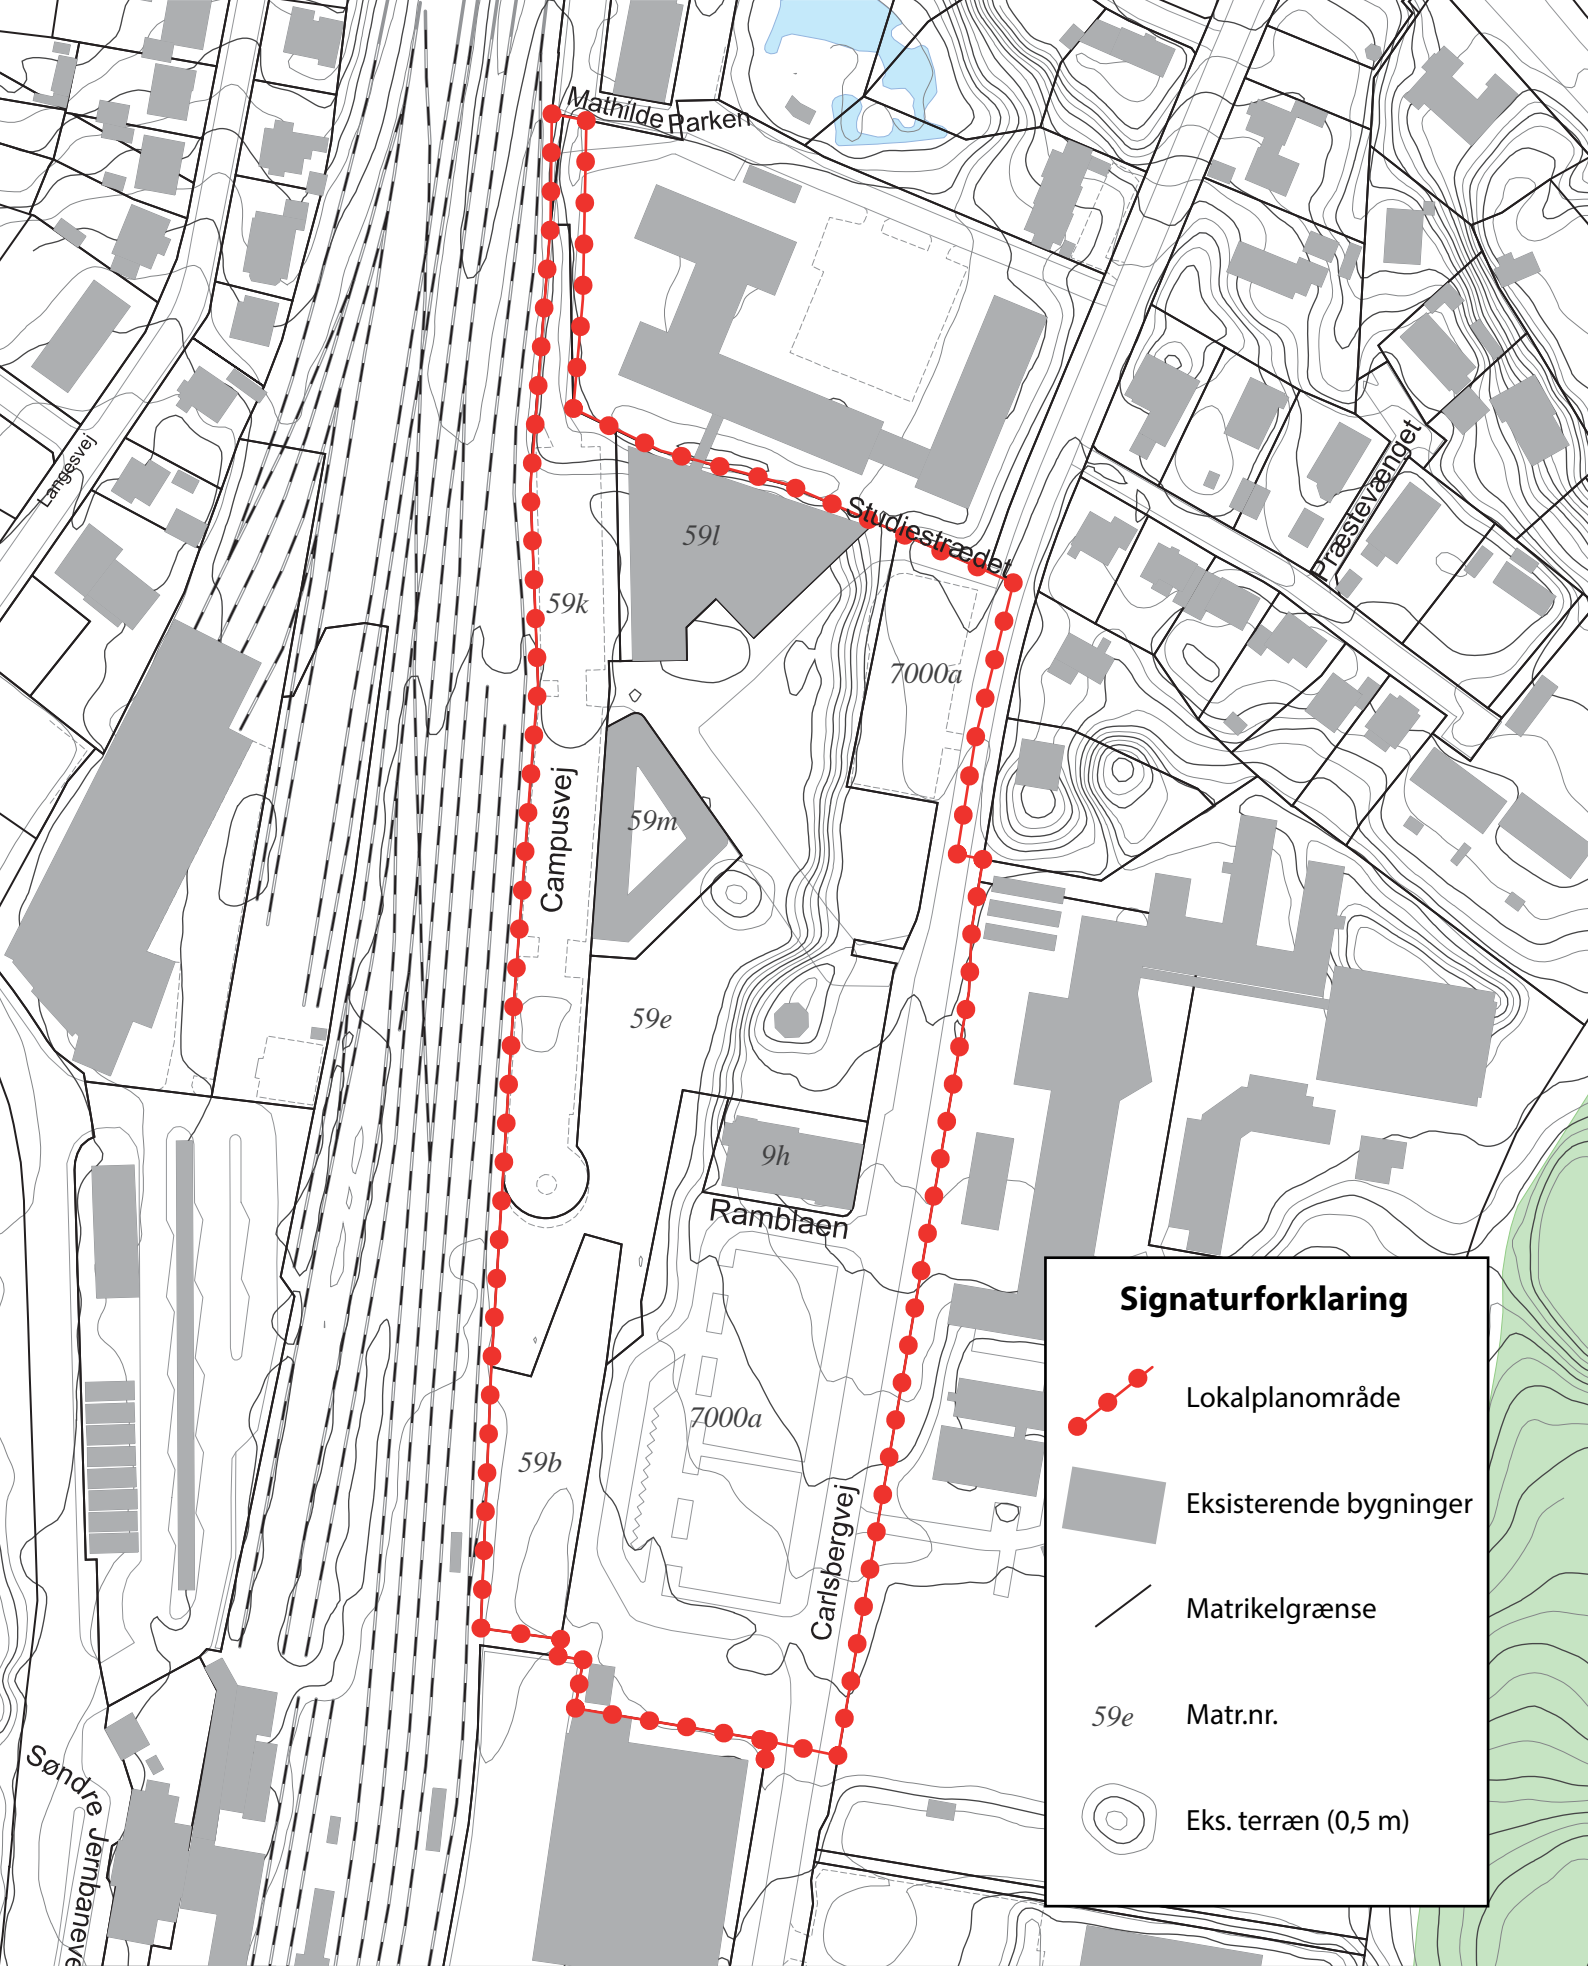 Mathilde Parken
Langesvej
Præstevænget
Studiestrædet
59l
59k
7000a
Campusvej
59m
59e
9h
Ramblaen
7000a
59b
Carlsbergvej
Signaturforklaring
Lokalplanområde
Eksisterende bygninger
Matrikelgrænse
59e Matr.nr.
Eks. terræn (0,5 m)
Søndre Jernbaneve